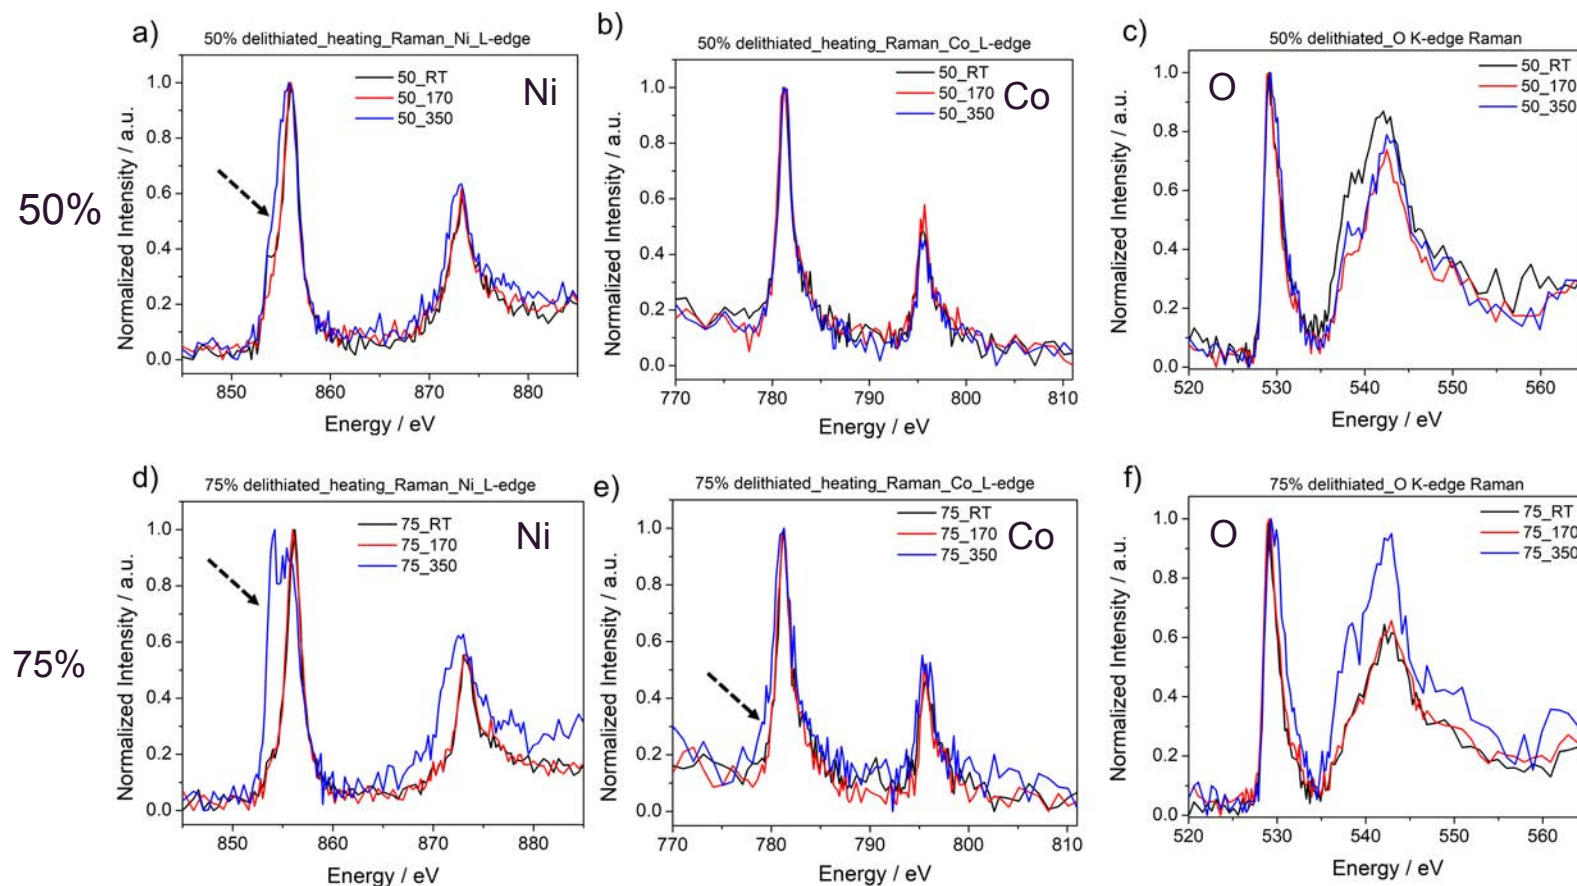 a)
50% delithiated_heating_Raman_Ni_L-edge
50_RT
50_170
50_350
Ni
Normalized Intensity / a.u.
1.0
0.8
0.6
0.4
0.2
0.0
850
860
870
880
Energy / eV
b)
50% delithiated_heating_Raman_Co_L-edge
50_RT
50_170
50_350
Co
Normalized Intensity / a.u.
1.0
0.8
0.6
0.4
0.2
0.0
770
780
790
800
810
Energy / eV
c)
50% delithiated_O K-edge Raman
50_RT
50_170
50_350
O
Normalized Intensity / a.u.
1.0
0.8
0.6
0.4
0.2
0.0
520
530
540
550
560
Energy / eV
50%
d)
75% delithiated_heating_Raman_Ni_L-edge
75_RT
75_170
75_350
Ni
Normalized Intensity / a.u.
1.0
0.8
0.6
0.4
0.2
0.0
850
860
870
880
Energy / eV
e)
75% delithiated_heating_Raman_Co_L-edge
75_RT
75_170
75_350
Co
Normalized Intensity / a.u.
1.0
0.8
0.6
0.4
0.2
0.0
770
780
790
800
810
Energy / eV
f)
75% delithiated_O K-edge Raman
75_RT
75_170
75_350
O
Normalized Intensity / a.u.
1.0
0.8
0.6
0.4
0.2
0.0
520
530
540
550
560
Energy / eV
75%